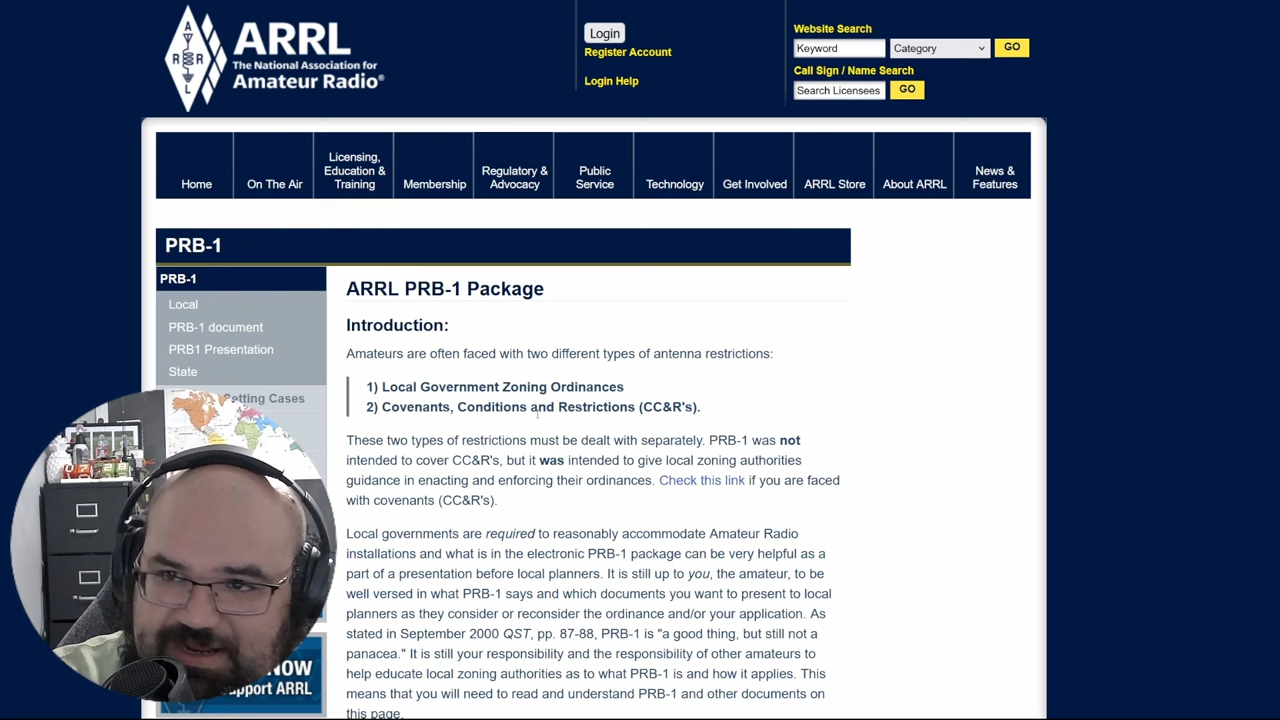 ARRL
The National Association for
Amateur Radio®
A
R R
L
Login
Register Account
Login Help
Website Search
Keyword Category GO
Call Sign / Name Search
Search Licensees GO
Home
On The Air
Licensing,
Education &
Training
Membership
Regulatory &
Advocacy
Public
Service
Technology
Get Involved
ARRL Store
About ARRL
News &
Features
PRB-1
PRB-1
Local
PRB-1 document
PRB1 Presentation
State
etting Cases
NOW
upport ARRL
ARRL PRB-1 Package
Introduction:
Amateurs are often faced with two different types of antenna restrictions:
1) Local Government Zoning Ordinances
2) Covenants, Conditions and Restrictions (CC&R's).
These two types of restrictions must be dealt with separately. PRB-1 was not
intended to cover CC&R's, but it was intended to give local zoning authorities
guidance in enacting and enforcing their ordinances. Check this link if you are faced
with covenants (CC&R's).
Local governments are required to reasonably accommodate Amateur Radio
installations and what is in the electronic PRB-1 package can be very helpful as a
part of a presentation before local planners. It is still up to you, the amateur, to be
well versed in what PRB-1 says and which documents you want to present to local
planners as they consider or reconsider the ordinance and/or your application. As
stated in September 2000 QST, pp. 87-88, PRB-1 is "a good thing, but still not a
panacea." It is still your responsibility and the responsibility of other amateurs to
help educate local zoning authorities as to what PRB-1 is and how it applies. This
means that you will need to read and understand PRB-1 and other documents on
this page.